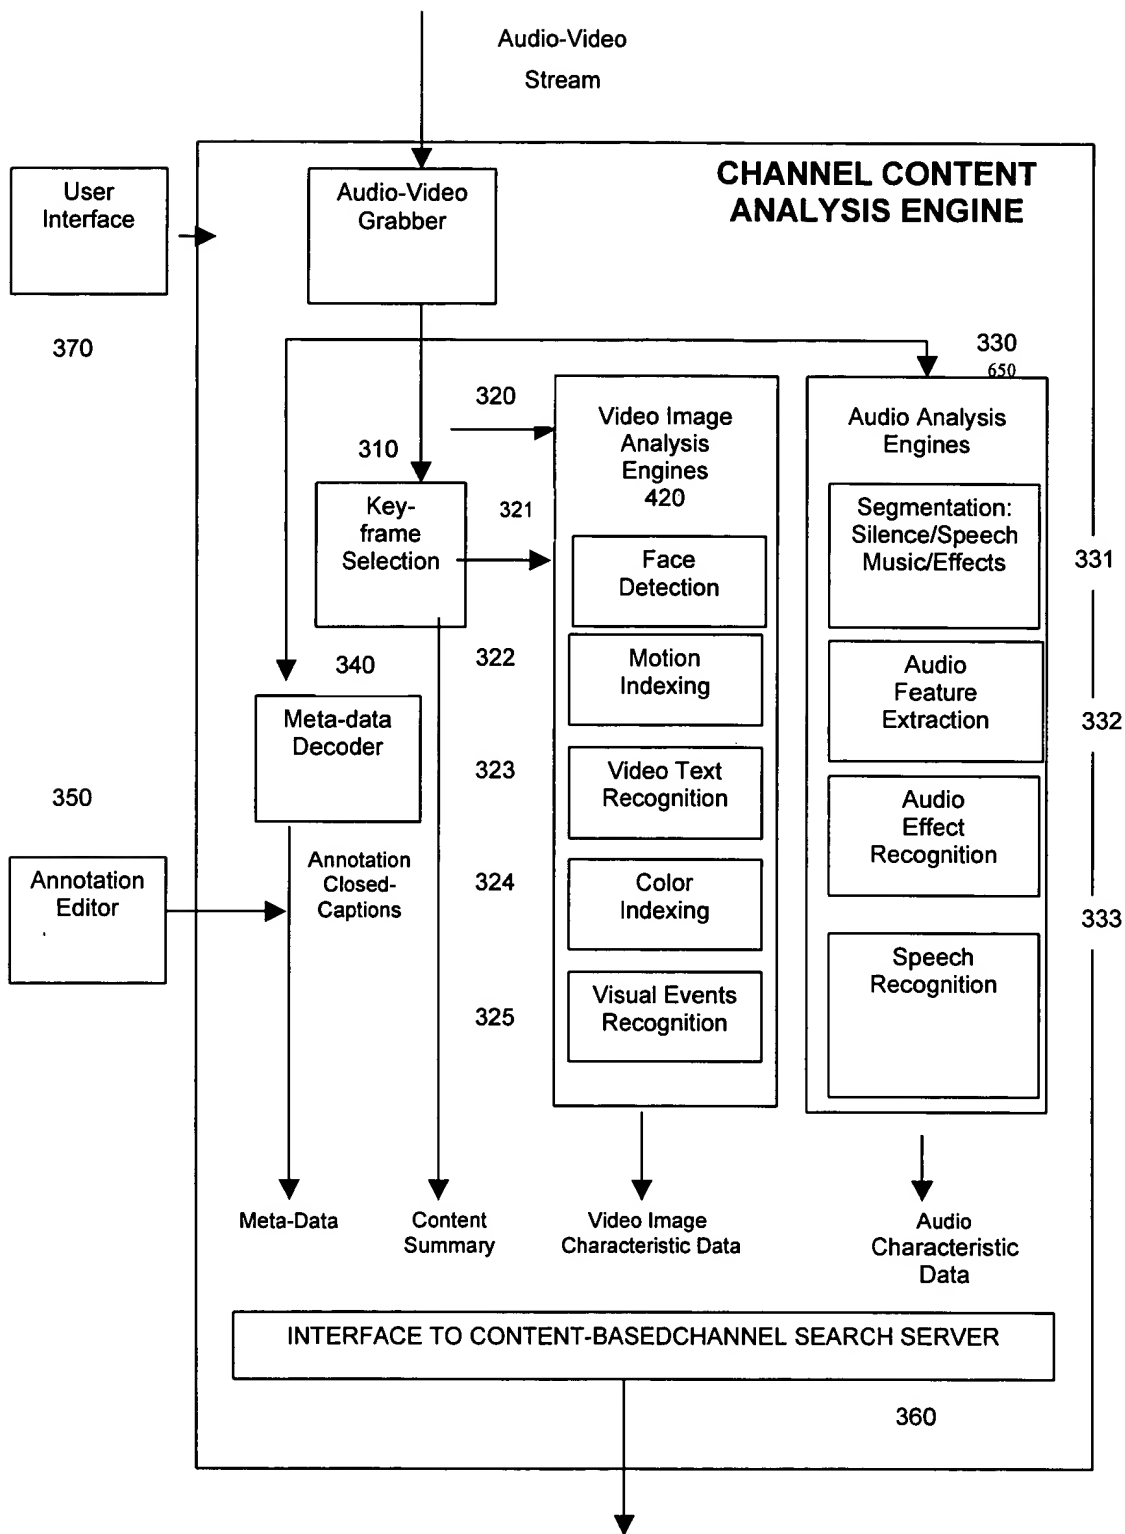 Audio-Video
Stream
CHANNEL CONTENT
ANALYSIS ENGINE
User
Interface
370
Audio-Video
Grabber
330
650
320
310
321
Key-
frame
Selection
Video Image
Analysis
Engines
420
Face
Detection
322
Motion
Indexing
323
Video Text
Recognition
324
Color
Indexing
325
Visual Events
Recognition
Audio Analysis
Engines
Segmentation:
Silence/Speech
Music/Effects
331
Audio
Feature
Extraction
332
Audio
Effect
Recognition
333
Speech
Recognition
340
Meta-data
Decoder
350
Annotation
Editor
Annotation
Closed-
Captions
Meta-Data
Content
Summary
Video Image
Characteristic Data
Audio
Characteristic
Data
INTERFACE TO CONTENT-BASEDCHANNEL SEARCH SERVER
360